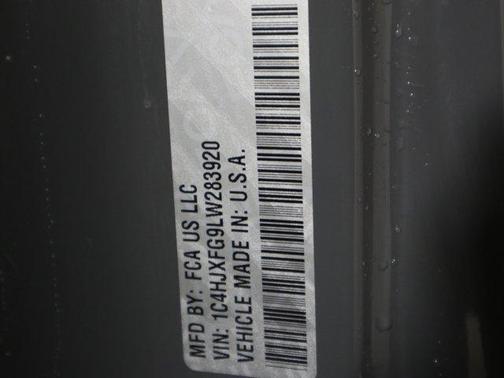 MFD BY: FCA US LLC
VIN: 1C4HJXFG9LW283920
VEHICLE MADE IN: U.S.A.